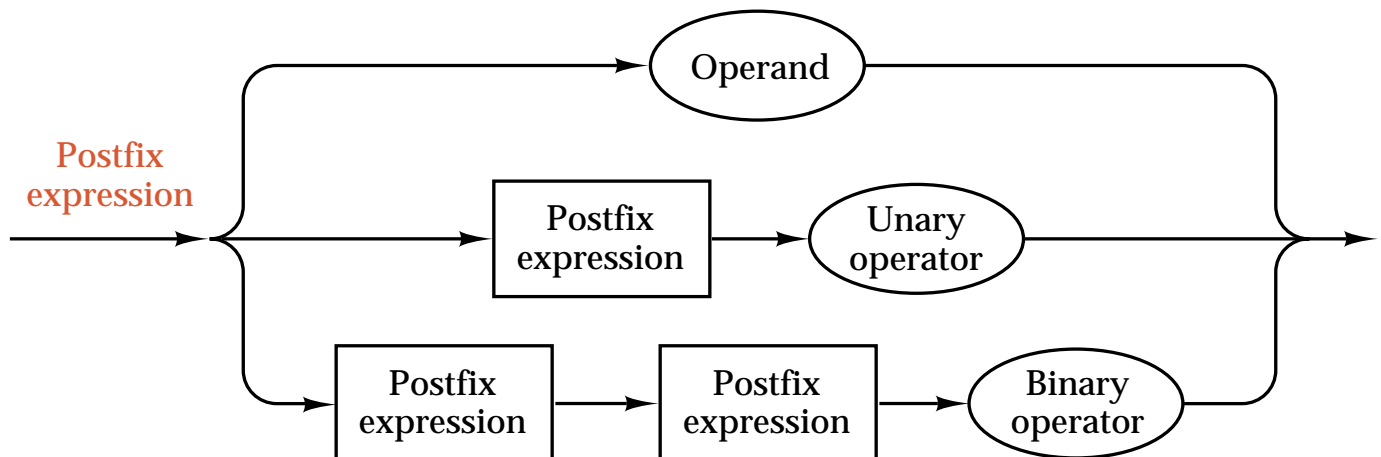 Operand
Postfix
expression
Postfix
expression
Unary
operator
Postfix
expression
Postfix
expression
Binary
operator